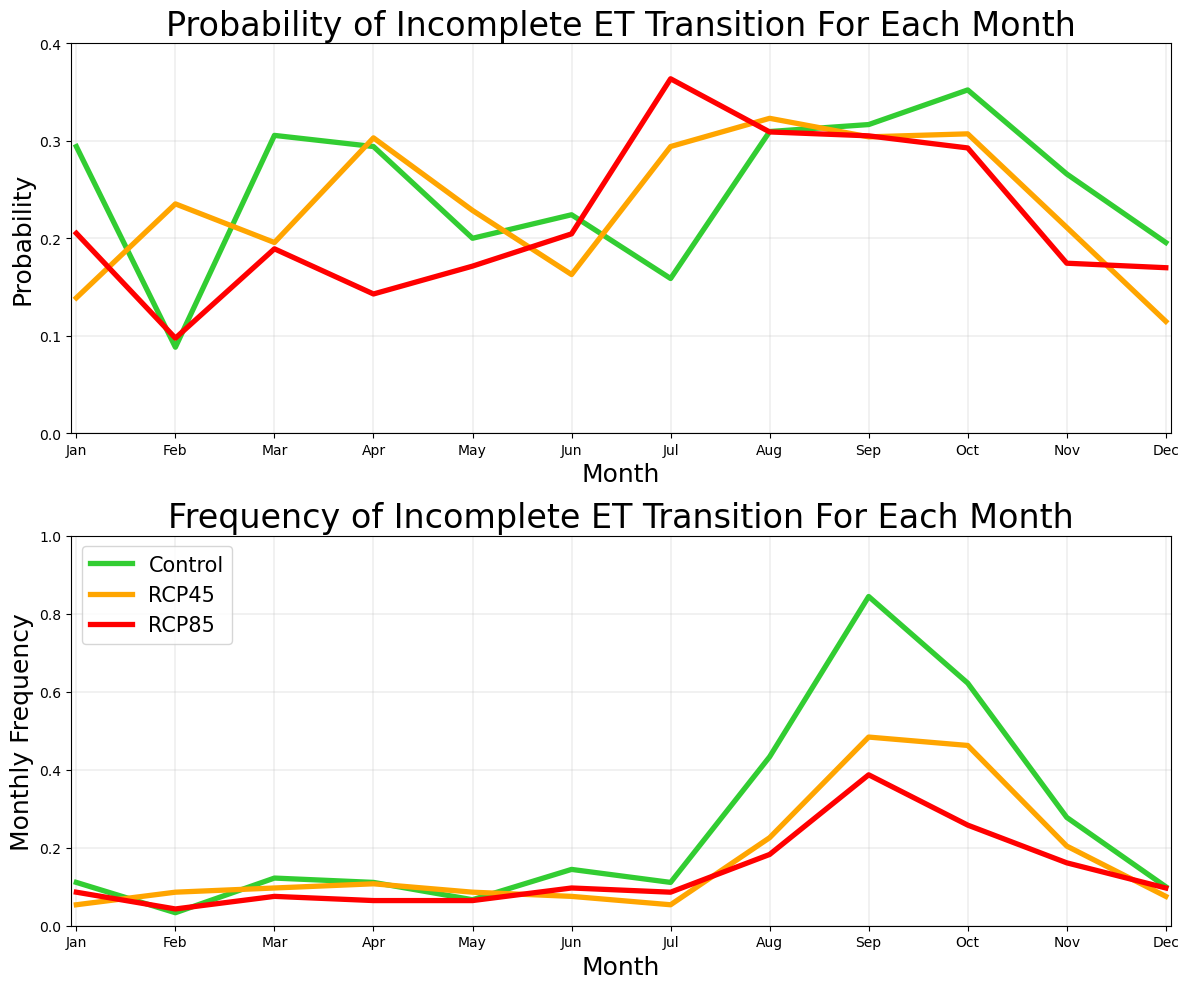 Probability of Incomplete ET Transition For Each Month
0.4
0.3
0.2
0.1
0.0
Probability
Jan Feb Mar Apr May Jun Jul Aug Sep Oct Nov Dec
Month
Frequency of Incomplete ET Transition For Each Month
1.0
0.8
0.6
0.4
0.2
0.0
Monthly Frequency
Control
RCP45
RCP85
Jan Feb Mar Apr May Jun Jul Aug Sep Oct Nov Dec
Month